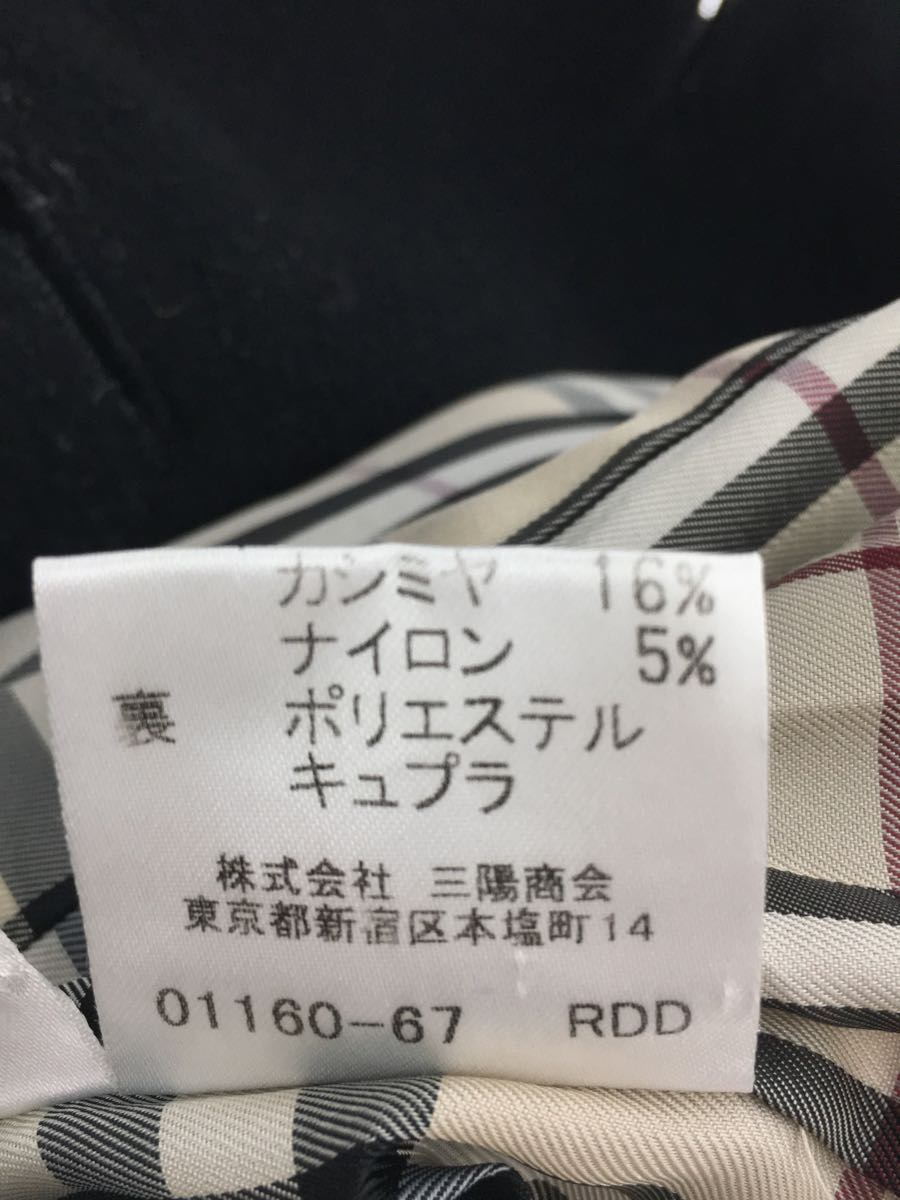 カシミヤ 16%
ナイロン 5%
裏 ポリエステル
キュプラ
株式会社 三陽商会
東京都新宿区本塩町14
01160-67 RDD